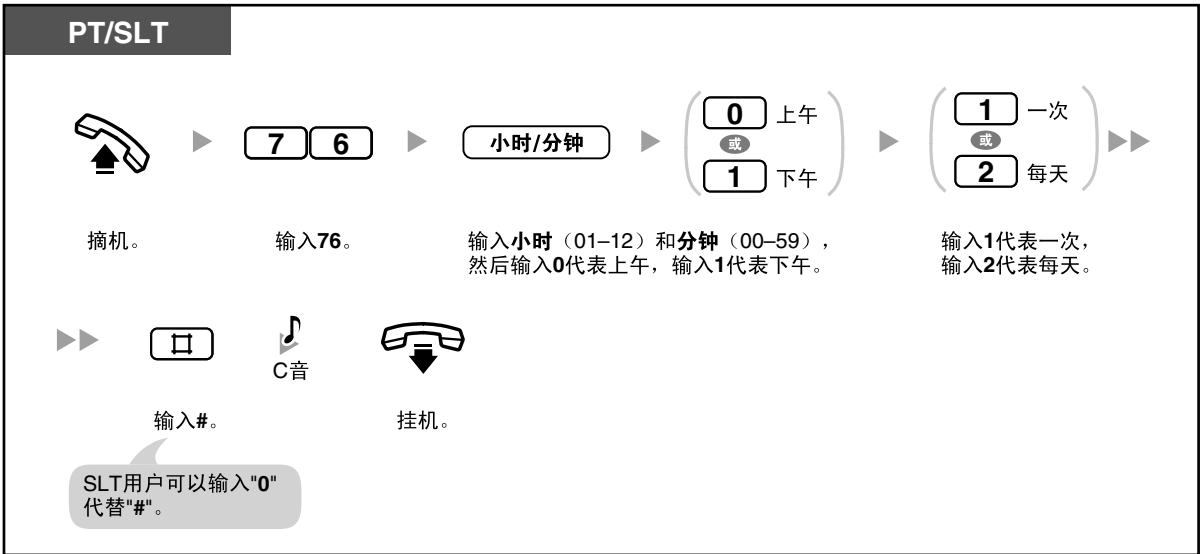 PT/SLT
7 6
小时/分钟
0 上午
或
1 下午
1 一次
或
2 每天
摘机。
输入76。
输入小时（01–12）和分钟（00–59），
然后输入0代表上午，输入1代表下午。
输入1代表一次，
输入2代表每天。
C音
输入#。
挂机。
SLT用户可以输入"0"
代替"#"。